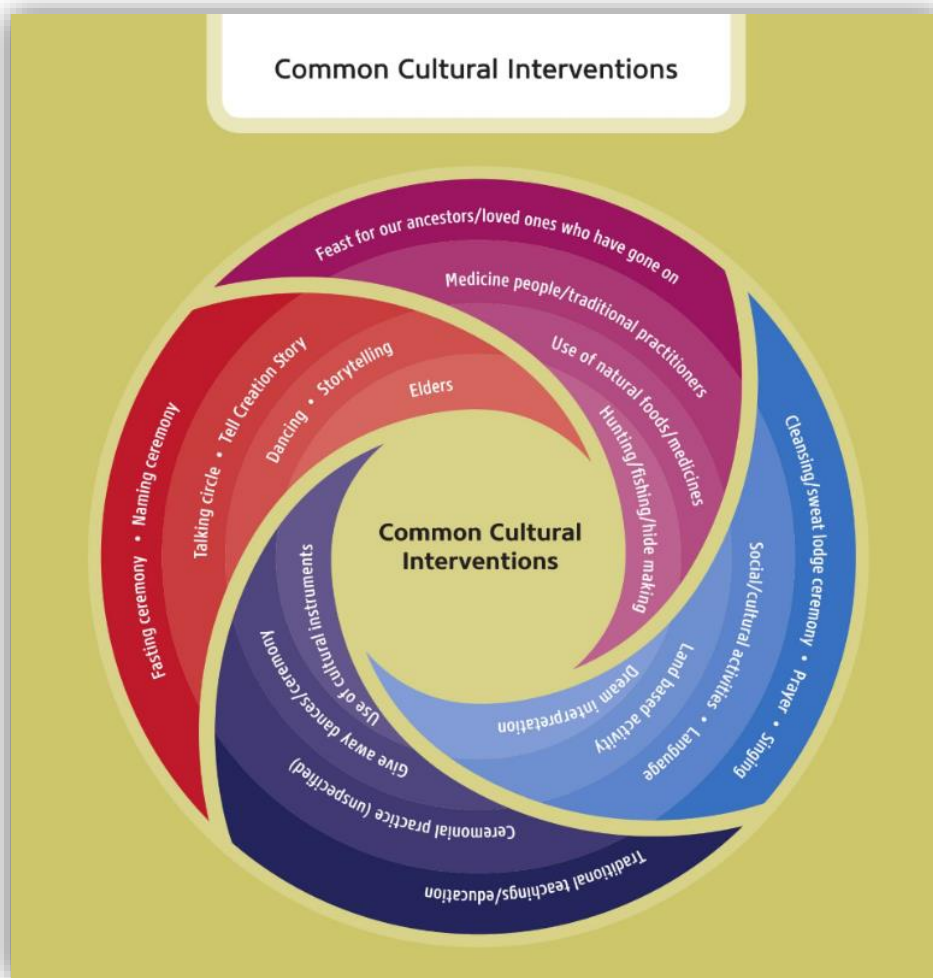 Common Cultural Interventions
Feast for our ancestors/loved ones who have gone on
Medicine people/traditional practitioners
Use of natural foods/medicines
Hunting/fishing/hide making
Cleansing/sweat lodge ceremony • Prayer • Singing
Social/cultural activities • Language
Land based activity
Dream interpretation
Traditional teachings/education
Ceremonial practice (unspecified)
Give away dances/ceremony
Use of cultural instruments
Fasting ceremony • Naming ceremony
Talking circle • Tell Creation Story
Dancing • Storytelling
Elders
Common Cultural
Interventions